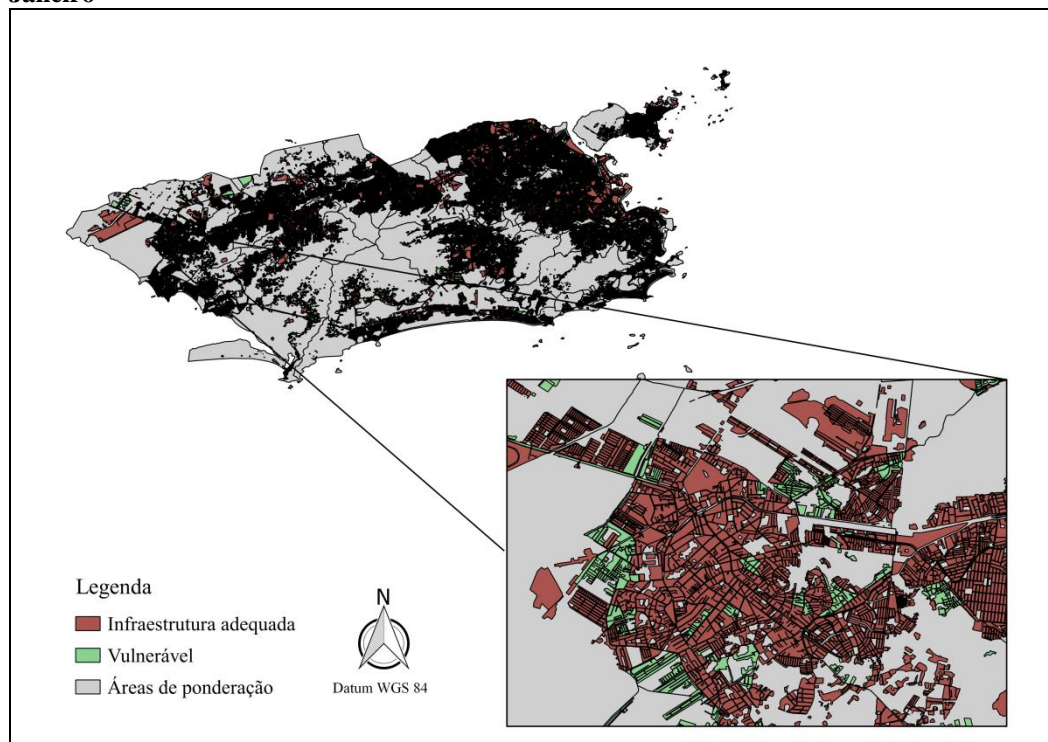 Janeiro
Legenda
Infraestrutura adequada
Vulnerável
Áreas de ponderação
N
Datum WGS 84